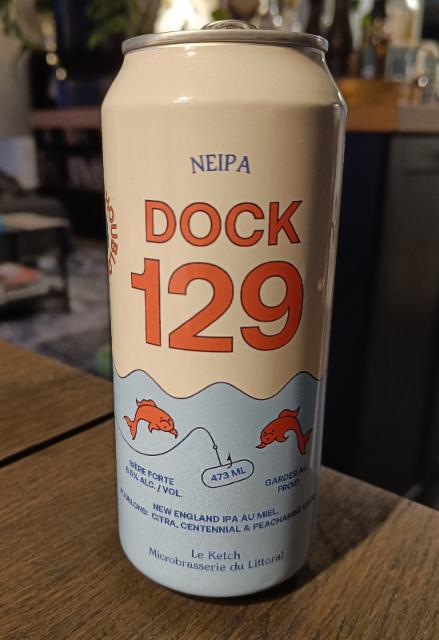 NEIPA
DOCK
129
BIÈRE FORTE
6.5% ALC. / VOL.
473 ML
GARDER AU
FROID
NEW ENGLAND IPA AU MIEL.
HOUBLONS: CITRA, CENTENNIAL & PEACHARINE
Le Ketch
Microbrasserie du Littoral